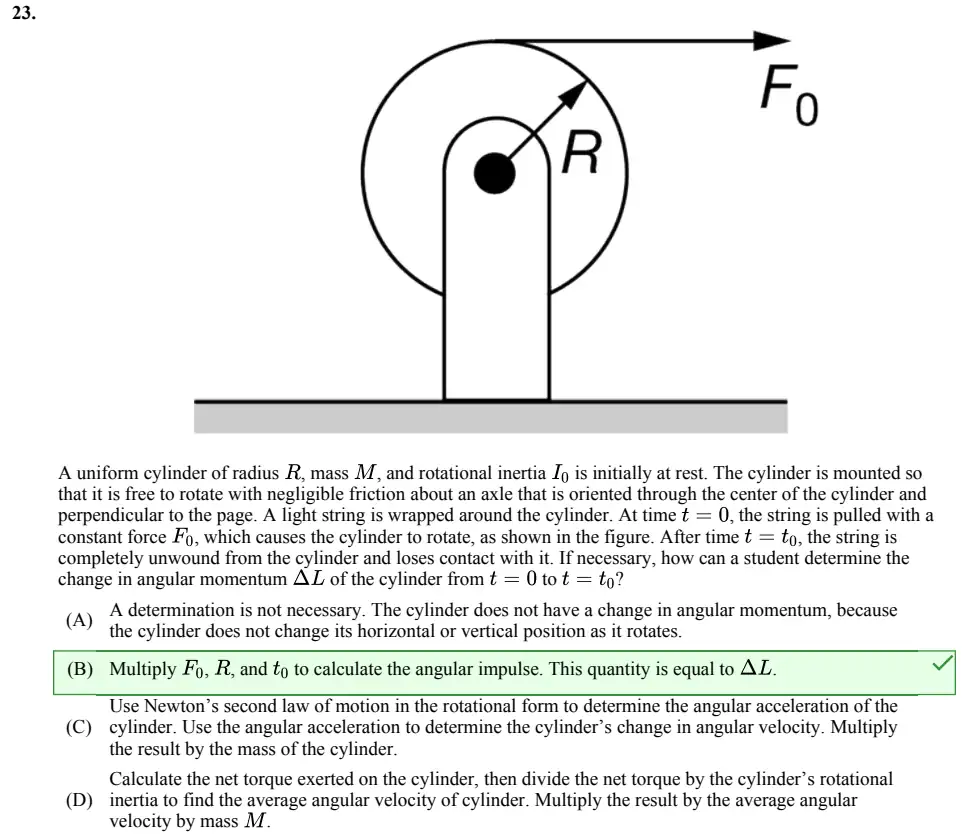 23.
F₀
R
A uniform cylinder of radius R, mass M, and rotational inertia I₀ is initially at rest. The cylinder is mounted so
that it is free to rotate with negligible friction about an axle that is oriented through the center of the cylinder and
perpendicular to the page. A light string is wrapped around the cylinder. At time t = 0, the string is pulled with a
constant force F₀, which causes the cylinder to rotate, as shown in the figure. After time t = t₀, the string is
completely unwound from the cylinder and loses contact with it. If necessary, how can a student determine the
change in angular momentum ΔL of the cylinder from t = 0 to t = t₀?
(A) A determination is not necessary. The cylinder does not have a change in angular momentum, because
the cylinder does not change its horizontal or vertical position as it rotates.
(B) Multiply F₀, R, and t₀ to calculate the angular impulse. This quantity is equal to ΔL.
Use Newton's second law of motion in the rotational form to determine the angular acceleration of the
(C) cylinder. Use the angular acceleration to determine the cylinder's change in angular velocity. Multiply
the result by the mass of the cylinder.
Calculate the net torque exerted on the cylinder, then divide the net torque by the cylinder's rotational
(D) inertia to find the average angular velocity of cylinder. Multiply the result by the average angular
velocity by mass M.